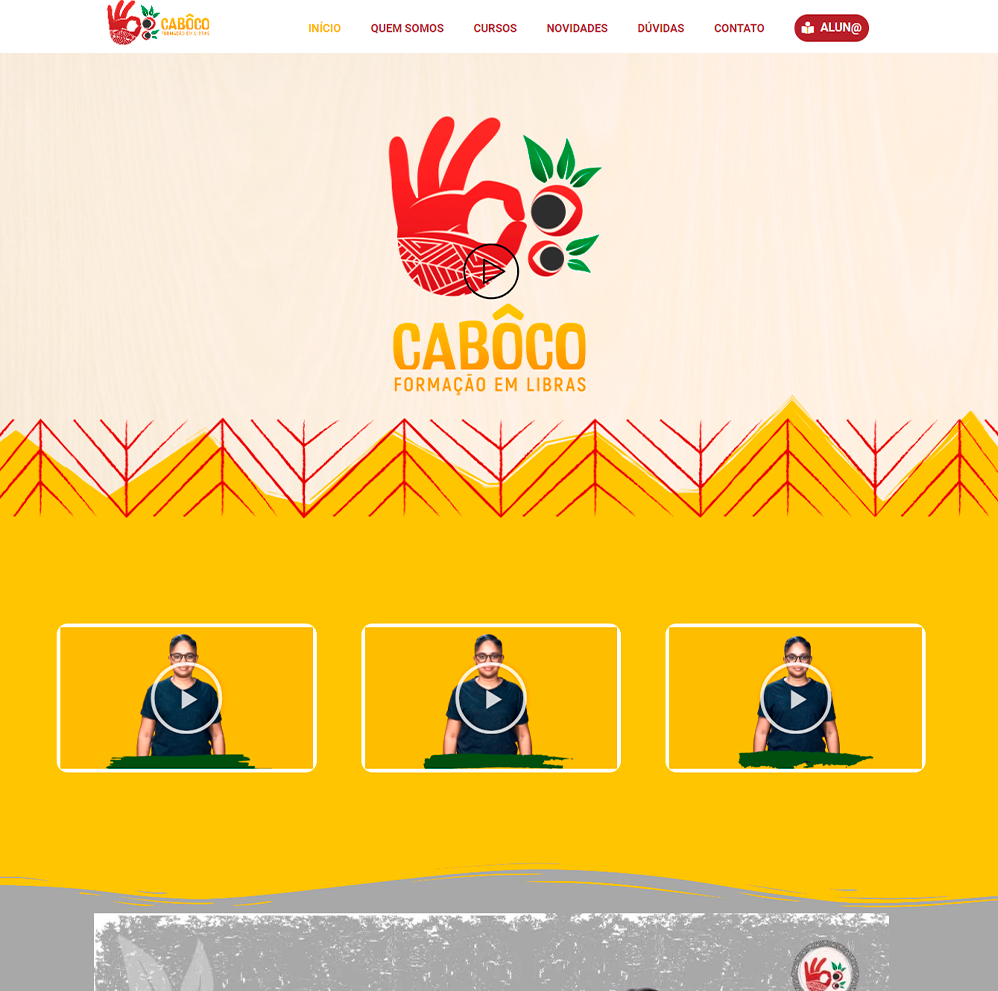 CABÔCO
FORMAÇÃO EM LIBRAS
INÍCIO
QUEM SOMOS
CURSOS
NOVIDADES
DÚVIDAS
CONTATO
ALUN@
CABÔCO
FORMAÇÃO EM LIBRAS